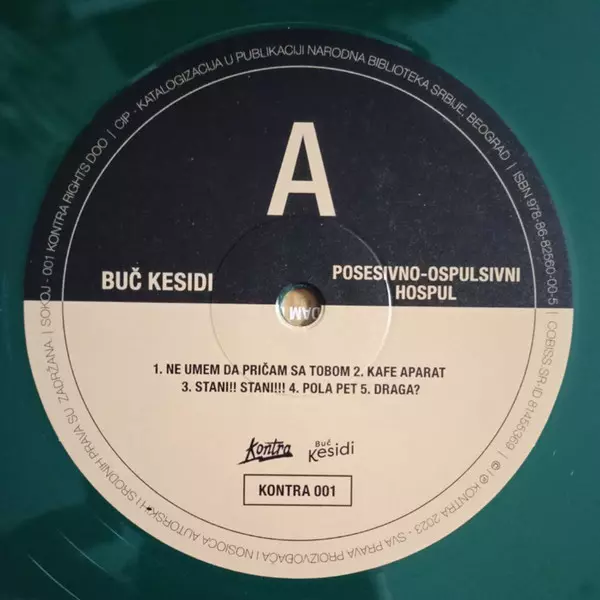 A
BUČ KESIDI
POSESIVNO-OSPULSIVNI
HOSPUL
1. NE UMEM DA PRIČAM SA TOBOM 2. KAFE APARAT
3. STANI!! STANI!!! 4. POLA PET 5. DRAGA?
Kontra
Buč
Kesidi
KONTRA 001
SOKOJ - 001 KONTRA RIGHTS DOO | CIP - KATALOGIZACIJA U PUBLIKACIJI NARODNA BIBLIOTEKA SRBIJE, BEOGRAD | ISBN 978-86-82560-00-5 | COBISS.SR-ID 81455369 | © ℗ KONTRA 2023 - SVA PRAVA PROIZVOĐAČA I NOSIOCA AUTORSKIH I SRODNIH PRAVA SU ZADRŽANA. |